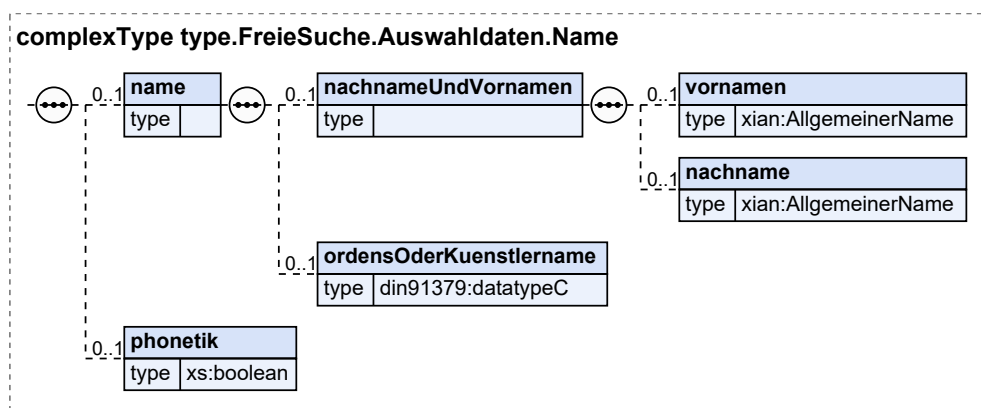 complexType type.FreieSuche.Auswahldaten.Name
0..1 name
type
0..1 nachnameUndVornamen
type
0..1 vornamen
type xian:AllgemeinerName
0..1 nachname
type xian:AllgemeinerName
0..1 ordensOderKuenstlername
type din91379:datatypeC
0..1 phonetik
type xs:boolean